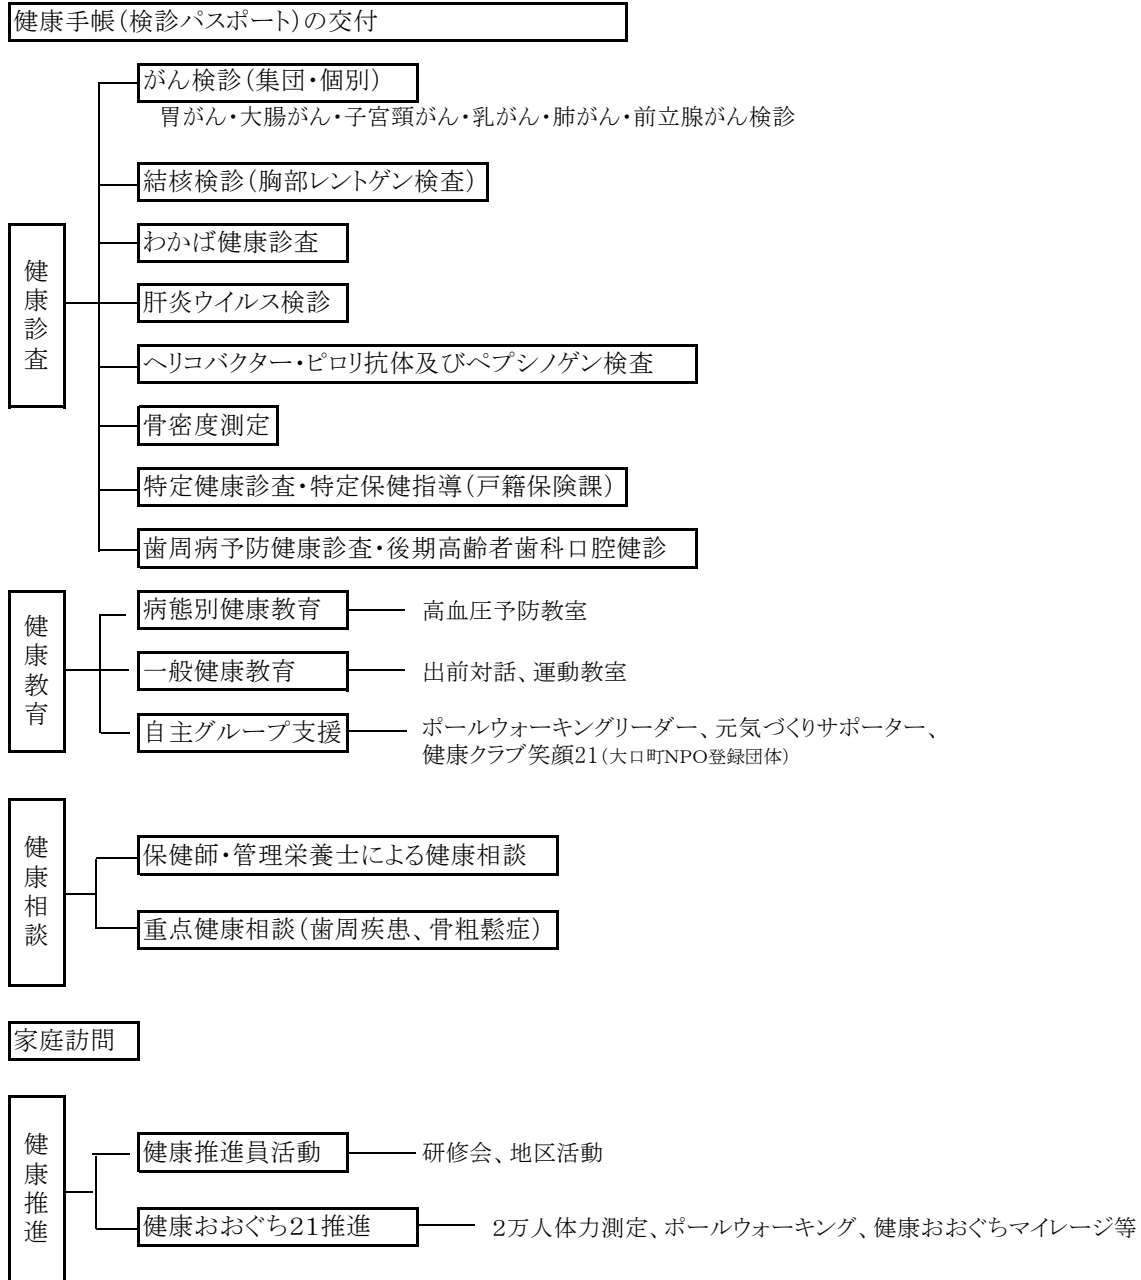 健康手帳（検診パスポート）の交付
がん検診（集団・個別）
胃がん・大腸がん・子宮頸がん・乳がん・肺がん・前立腺がん検診
結核検診（胸部レントゲン検査）
わかば健康診査
健康診査
肝炎ウイルス検診
ヘリコバクター・ピロリ抗体及びペプシノゲン検査
骨密度測定
特定健康診査・特定保健指導（戸籍保険課）
歯周病予防健康診査・後期高齢者歯科口腔健診
健康教育
病態別健康教育
高血圧予防教室
一般健康教育
出前対話、運動教室
自主グループ支援
ポールウォーキングリーダー、元気づくりサポーター、
健康クラブ笑顔21（大口町NPO登録団体）
健康相談
保健師・管理栄養士による健康相談
重点健康相談（歯周疾患、骨粗鬆症）
家庭訪問
健康推進
健康推進員活動
研修会、地区活動
健康おおぐち２１推進
２万人体力測定、ポールウォーキング、健康おおぐちマイレージ等